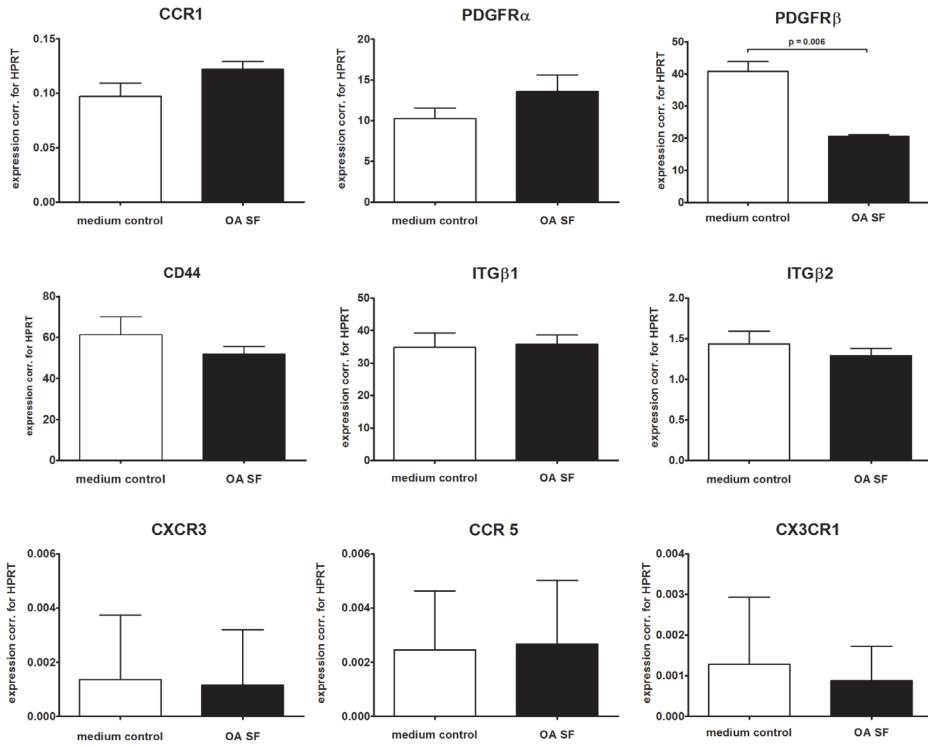 CCR1
PDGFRα
PDGFRβ
expression corr. for HPRT
0.15
0.10
0.05
0.00
medium control
OA SF
expression corr. for HPRT
20
15
10
5
0
medium control
OA SF
expression corr. for HPRT
50
40
30
20
10
0
p = 0.006
medium control
OA SF
CD44
ITGβ1
ITGβ2
expression corr. for HPRT
80
60
40
20
0
medium control
OA SF
expression corr. for HPRT
50
40
30
20
10
0
medium control
OA SF
expression corr. for HPRT
2.0
1.5
1.0
0.5
0.0
medium control
OA SF
CXCR3
CCR 5
CX3CR1
expression corr. for HPRT
0.006
0.004
0.002
0.000
medium control
OA SF
expression corr. for HPRT
0.006
0.004
0.002
0.000
medium control
OA SF
expression corr. for HPRT
0.004
0.003
0.002
0.001
0.000
medium control
OA SF